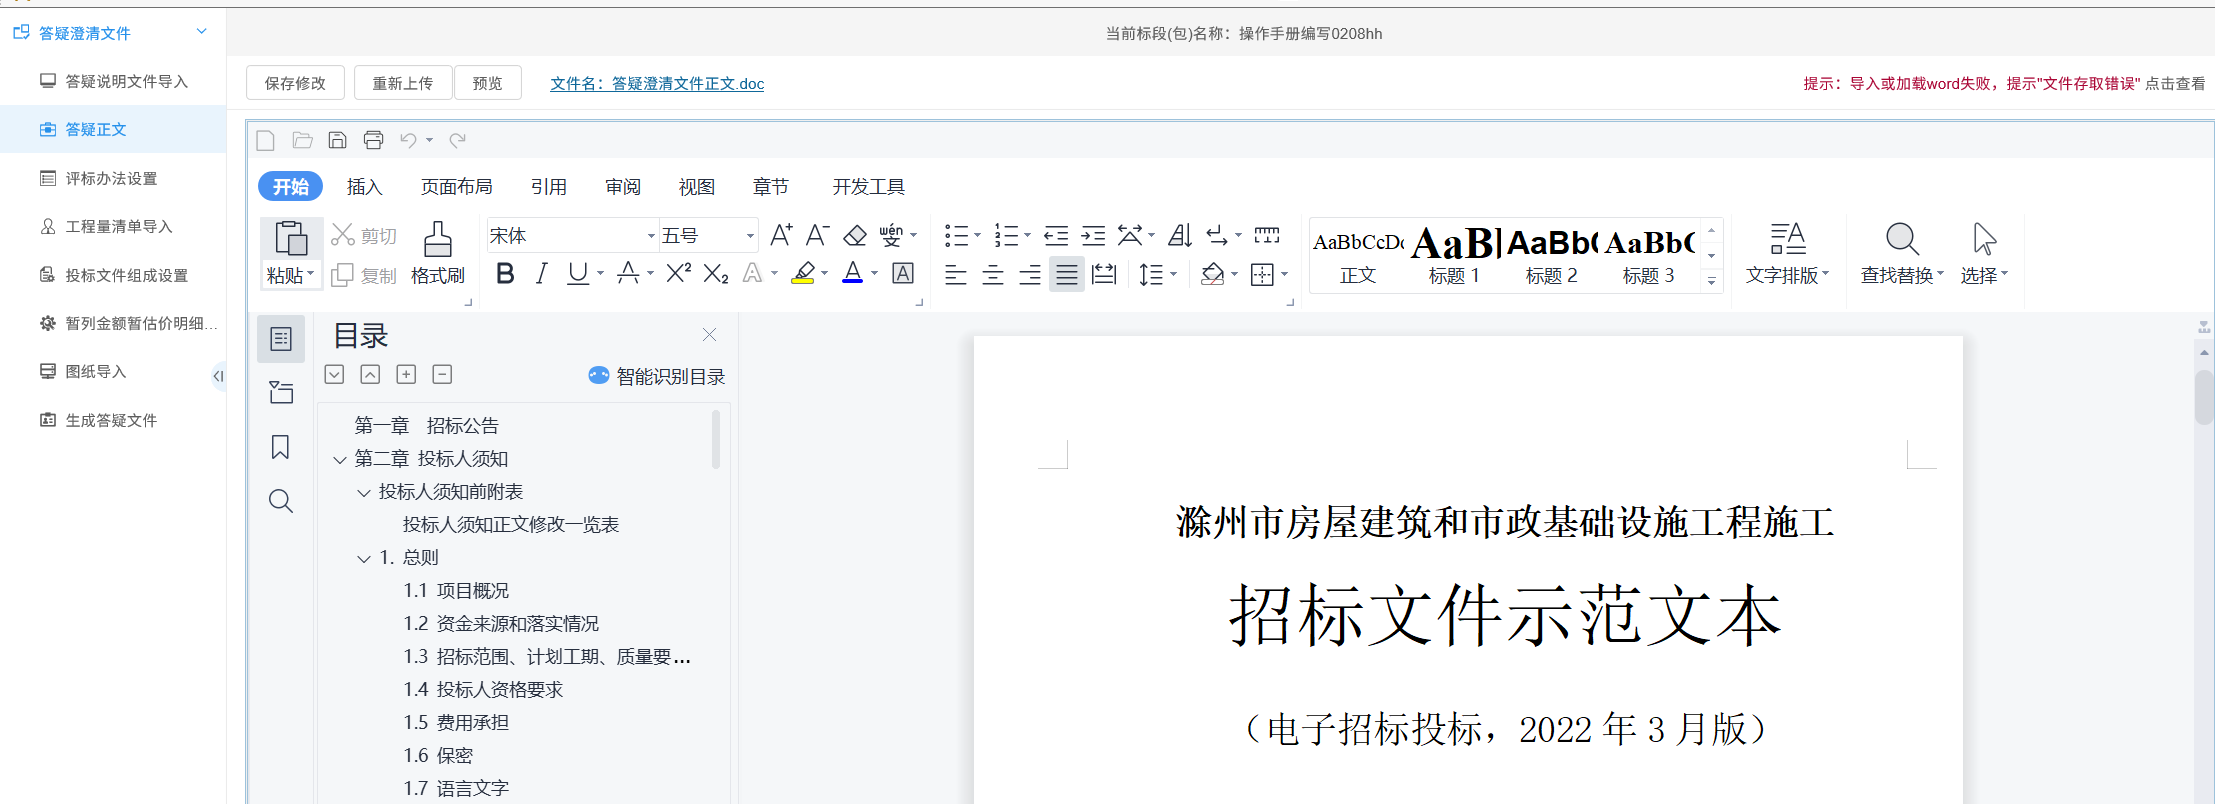 答疑澄清文件
当前标段(包)名称：操作手册编写0208hh
答疑说明文件导入
答疑正文
评标办法设置
工程量清单导入
投标文件组成设置
暂列金额暂估价明细...
图纸导入
生成答疑文件
保存修改 重新上传 预览 文件名：答疑澄清文件正文.doc 提示：导入或加载word失败，提示"文件存取错误" 点击查看
开始 插入 页面布局 引用 审阅 视图 章节 开发工具
粘贴 剪切 复制 格式刷
宋体 五号 A+ A- wén
B I U A X² X₂ A A A
AaBbCcDc AaBl AaBb( AaBb(
正文 标题 1 标题 2 标题 3
文字排版 查找替换 选择
目录
智能识别目录
第一章 招标公告
第二章 投标人须知
投标人须知前附表
投标人须知正文修改一览表
1. 总则
1.1 项目概况
1.2 资金来源和落实情况
1.3 招标范围、计划工期、质量要...
1.4 投标人资格要求
1.5 费用承担
1.6 保密
1.7 语言文字
滁州市房屋建筑和市政基础设施工程施工
招标文件示范文本
（电子招标投标，2022 年 3 月版）